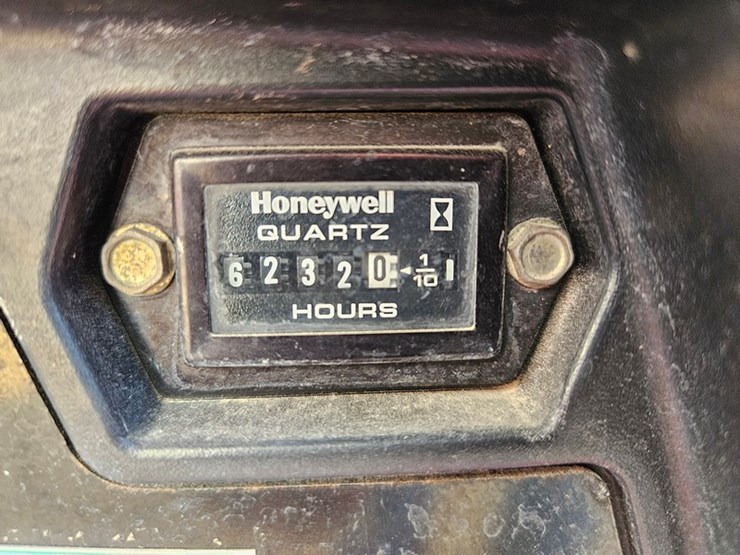 Honeywell
QUARTZ
6 2 3 2 0 ◄ 1/10
HOURS